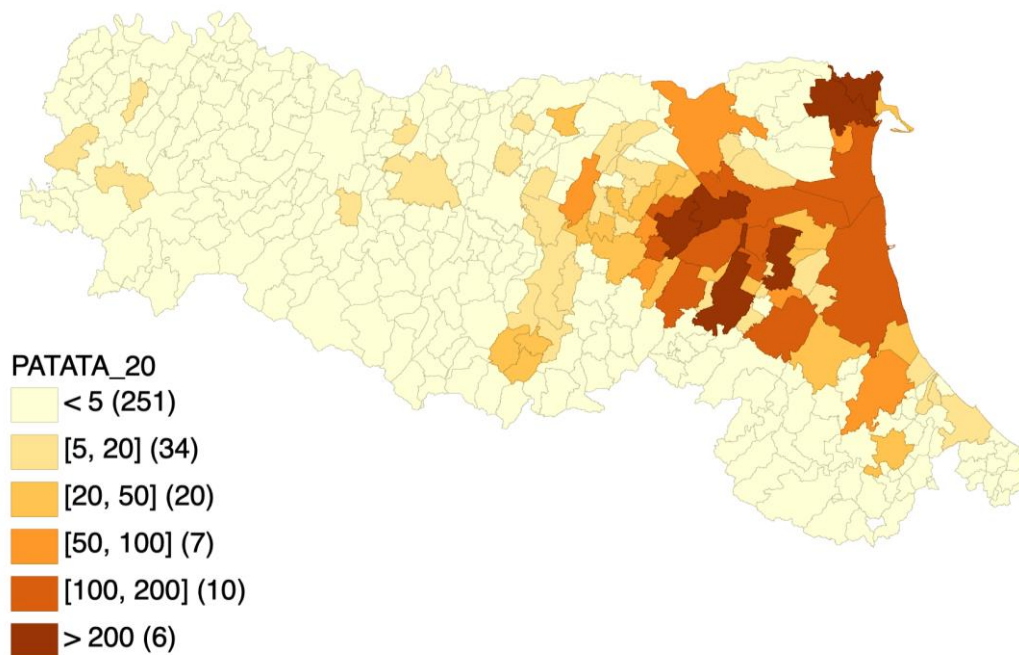 PATATA_20
< 5 (251)
[5, 20] (34)
[20, 50] (20)
[50, 100] (7)
[100, 200] (10)
> 200 (6)